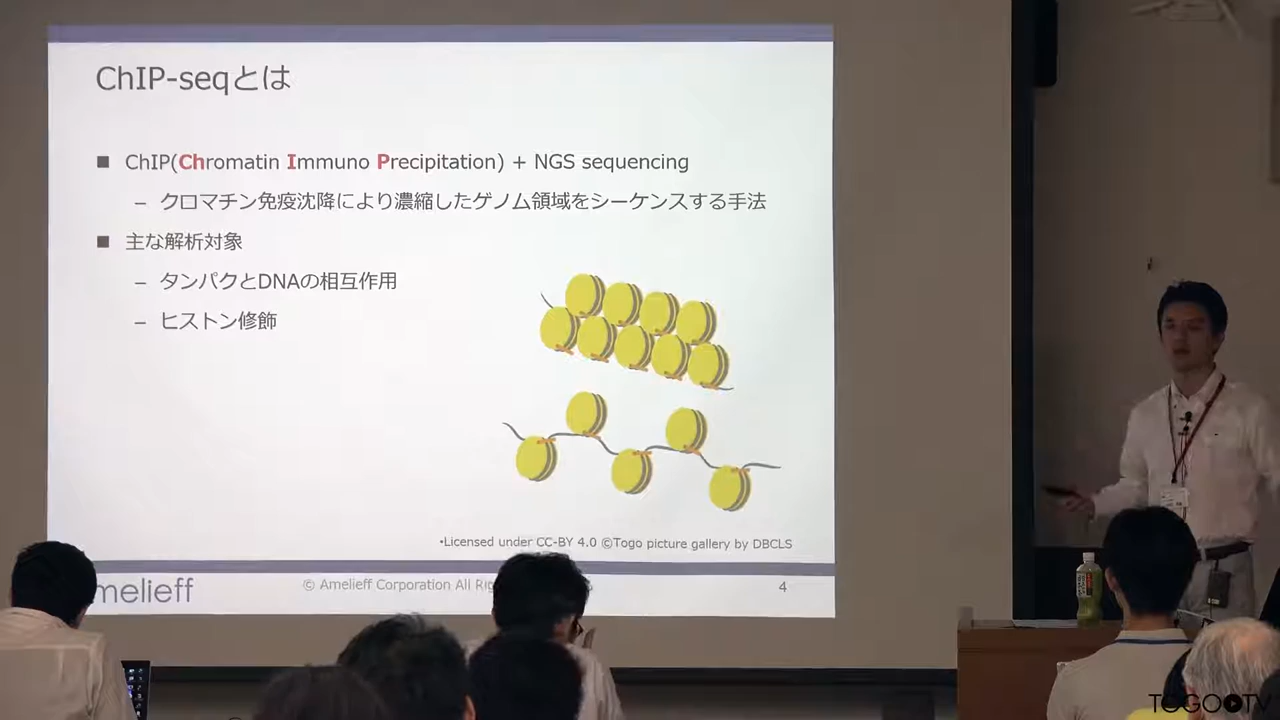 ChIP-seqとは
■ ChIP(Chromatin Immuno Precipitation) + NGS sequencing
– クロマチン免疫沈降により濃縮したゲノム領域をシーケンスする手法
■ 主な解析対象
– タンパクとDNAの相互作用
– ヒストン修飾
•Licensed under CC-BY 4.0 ©Togo picture gallery by DBCLS
melieff
© Amelieff Corporation All
4
TOGOTV